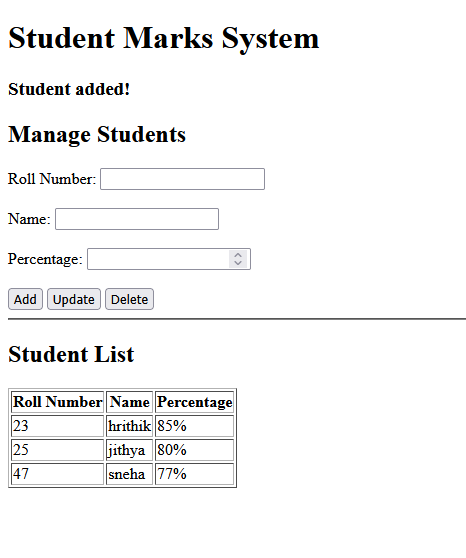 Student Marks System
Student added!
Manage Students
Roll Number:
Name:
Percentage:
Add Update Delete
Student List
Roll Number Name Percentage
23 hrithik 85%
25 jithya 80%
47 sneha 77%